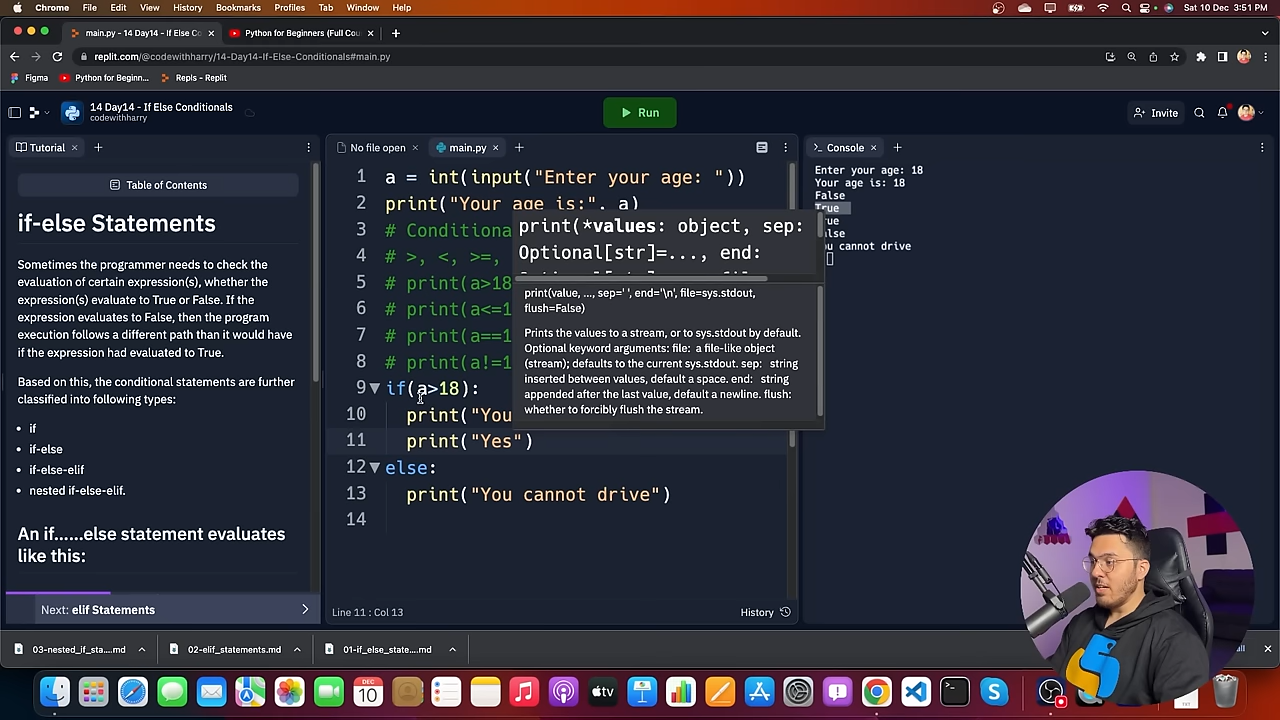 Chrome File Edit View History Bookmarks Profiles Tab Window Help
Sat 10 Dec 3:51 PM
main.py - 14 Day14 - If Else Co
Python for Beginners (Full Cou
replit.com/@codewithharry/14-Day14-If-Else-Conditionals#main.py
Figma
Python for Beginn...
Repls - Replit
14 Day14 - If Else Conditionals
codewithharry
Run
Invite
Tutorial
Table of Contents
if-else Statements
Sometimes the programmer needs to check the
evaluation of certain expression(s), whether the
expression(s) evaluate to True or False. If the
expression evaluates to False, then the program
execution follows a different path than it would have
if the expression had evaluated to True.
Based on this, the conditional statements are further
classified into following types:
if
if-else
if-else-elif
nested if-else-elif.
An if......else statement evaluates
like this:
Next: elif Statements
No file open
main.py
1 a = int(input("Enter your age: "))
2 print("Your age is:", a)
3 # Conditiona
4 # >, <, >=,
5 # print(a>18
6 # print(a<=1
7 # print(a==1
8 # print(a!=1
9 if(a>18):
10 print("You
11 print("Yes")
12 else:
13 print("You cannot drive")
14
print(*values: object, sep:
Optional[str]=..., end:
print(value, ..., sep=' ', end='\n', file=sys.stdout,
flush=False)
Prints the values to a stream, or to sys.stdout by default.
Optional keyword arguments: file: a file-like object
(stream); defaults to the current sys.stdout. sep: string
inserted between values, default a space. end: string
appended after the last value, default a newline. flush:
whether to forcibly flush the stream.
Line 11 : Col 13
History
Console
Enter your age: 18
Your age is: 18
False
True
rue
alse
ou cannot drive
03-nested_if_sta....md
02-elif_statements.md
01-if_else_state....md
all
DEC
10
tv